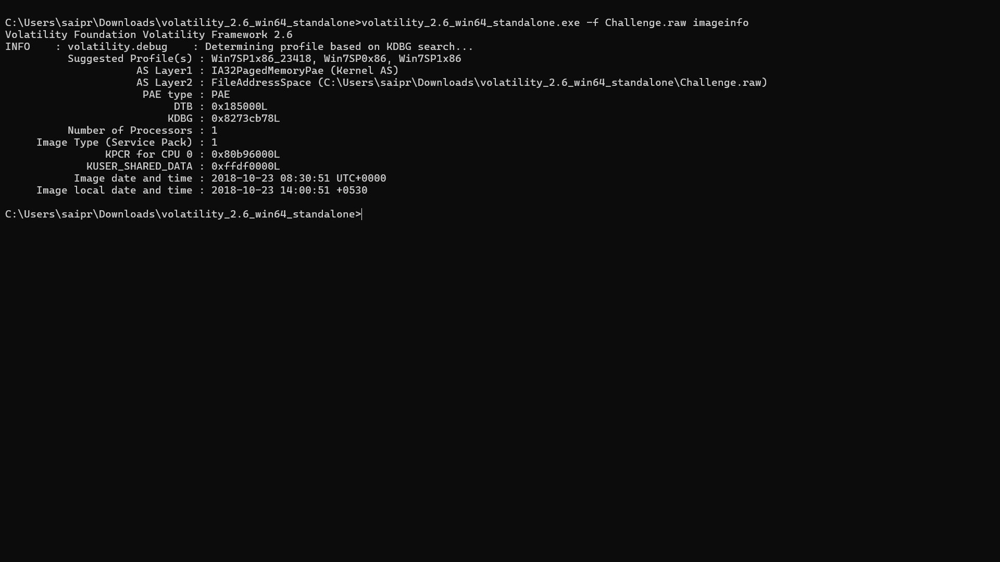 C:\Users\saipr\Downloads\volatility_2.6_win64_standalone>volatility_2.6_win64_standalone.exe -f Challenge.raw imageinfo
Volatility Foundation Volatility Framework 2.6
INFO    : volatility.debug    : Determining profile based on KDBG search...
          Suggested Profile(s) : Win7SP1x86_23418, Win7SP0x86, Win7SP1x86
                     AS Layer1 : IA32PagedMemoryPae (Kernel AS)
                     AS Layer2 : FileAddressSpace (C:\Users\saipr\Downloads\volatility_2.6_win64_standalone\Challenge.raw)
                      PAE type : PAE
                           DTB : 0x185000L
                          KDBG : 0x8273cb78L
          Number of Processors : 1
     Image Type (Service Pack) : 1
                KPCR for CPU 0 : 0x80b96000L
             KUSER_SHARED_DATA : 0xffdf0000L
           Image date and time : 2018-10-23 08:30:51 UTC+0000
     Image local date and time : 2018-10-23 14:00:51 +0530
C:\Users\saipr\Downloads\volatility_2.6_win64_standalone>